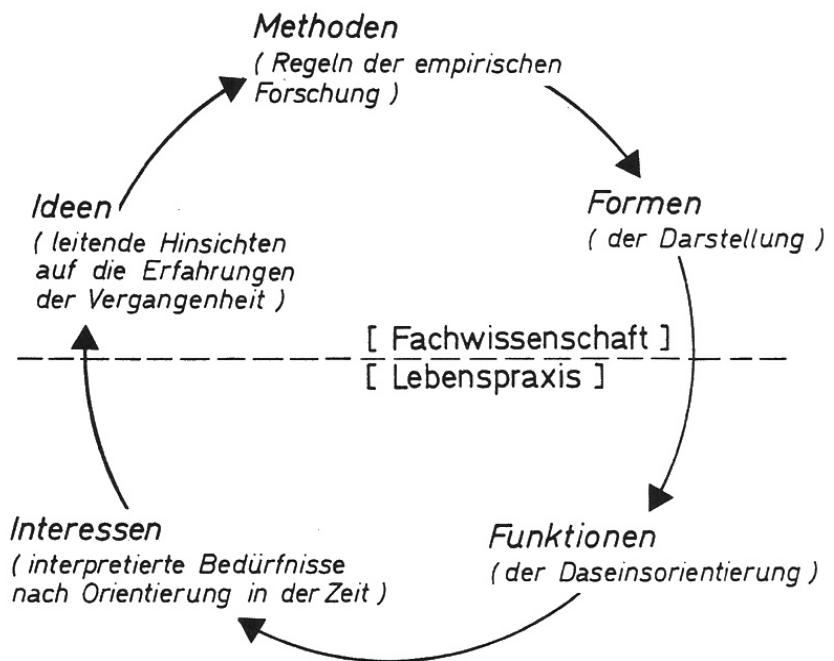 Methoden
( Regeln der empirischen
Forschung )
Ideen
( leitende Hinsichten
auf die Erfahrungen
der Vergangenheit )
Formen
( der Darstellung )
[ Fachwissenschaft ]
[ Lebenspraxis ]
Interessen
( interpretierte Bedürfnisse
nach Orientierung in der Zeit )
Funktionen
( der Daseinsorientierung )